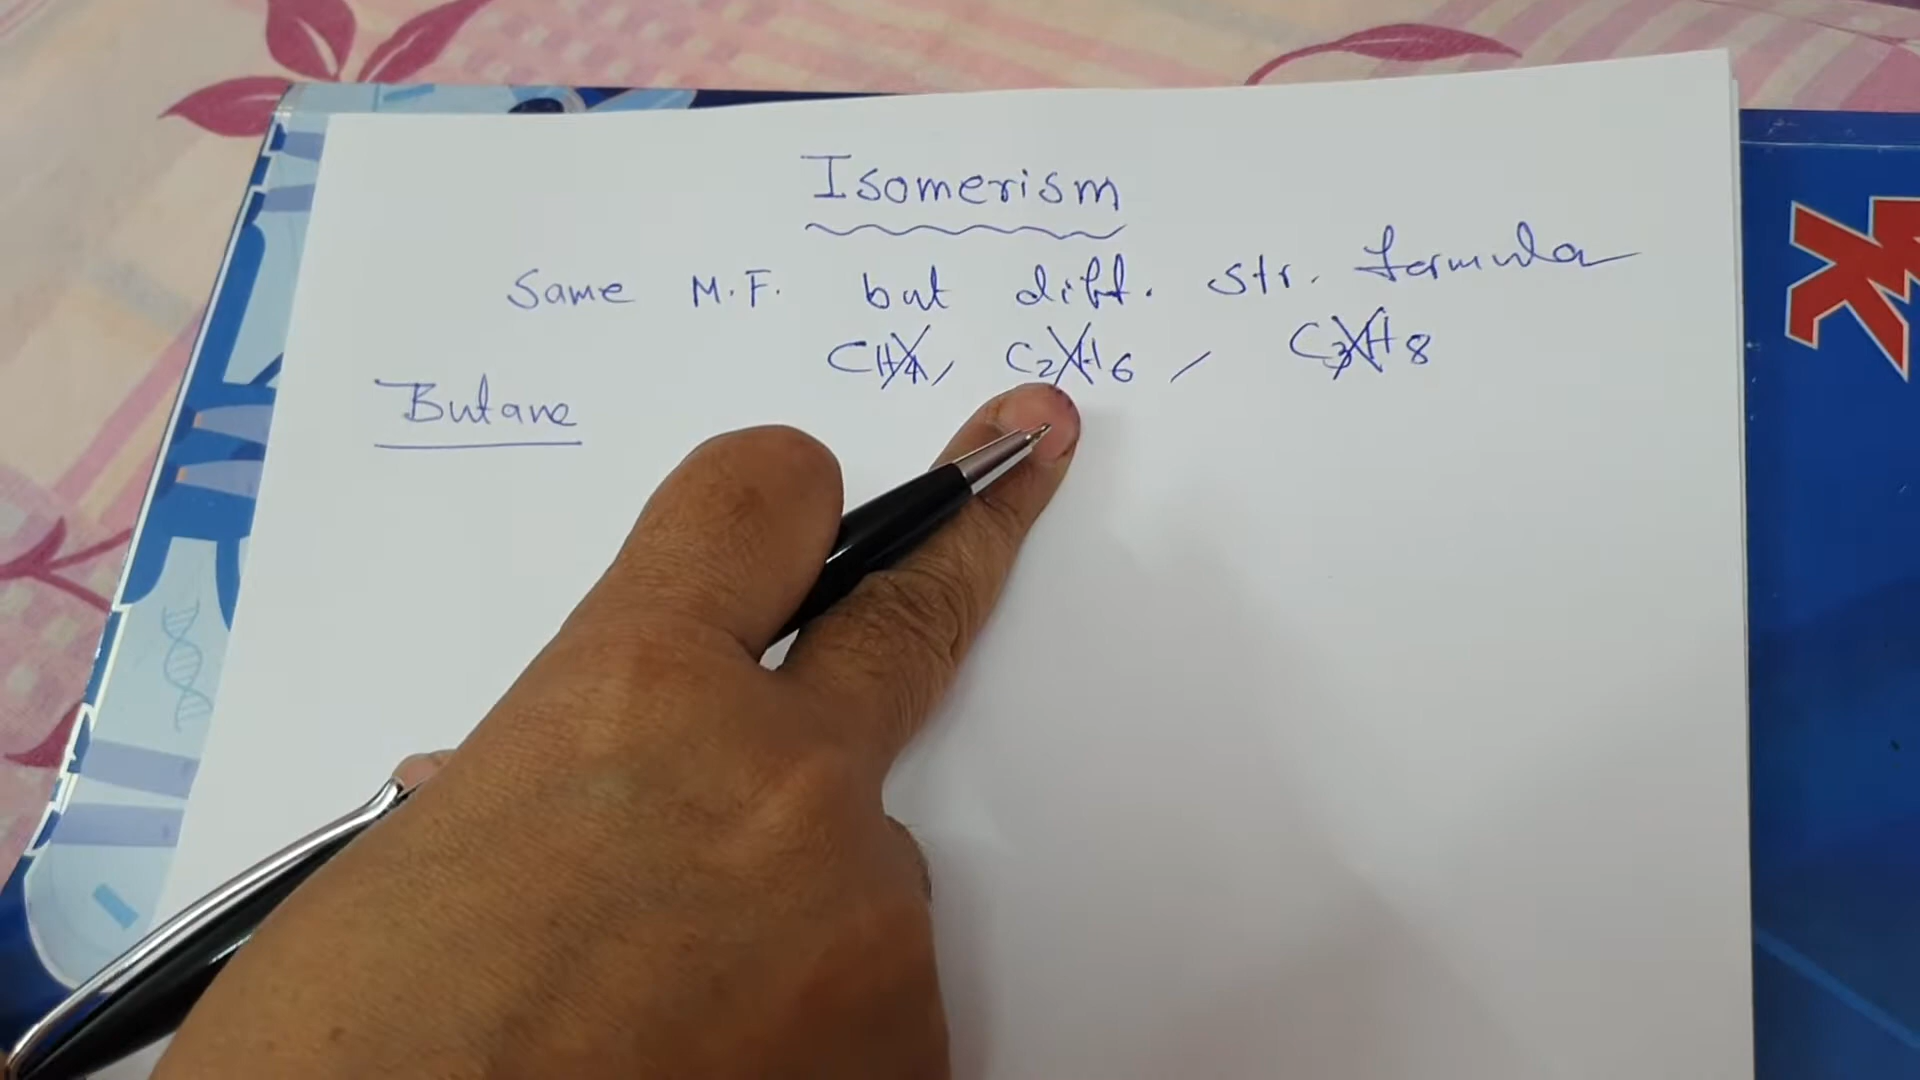 Isomerism
Same M.F. but diff. str. formula
CH4, C2H6, C3H8
Butane